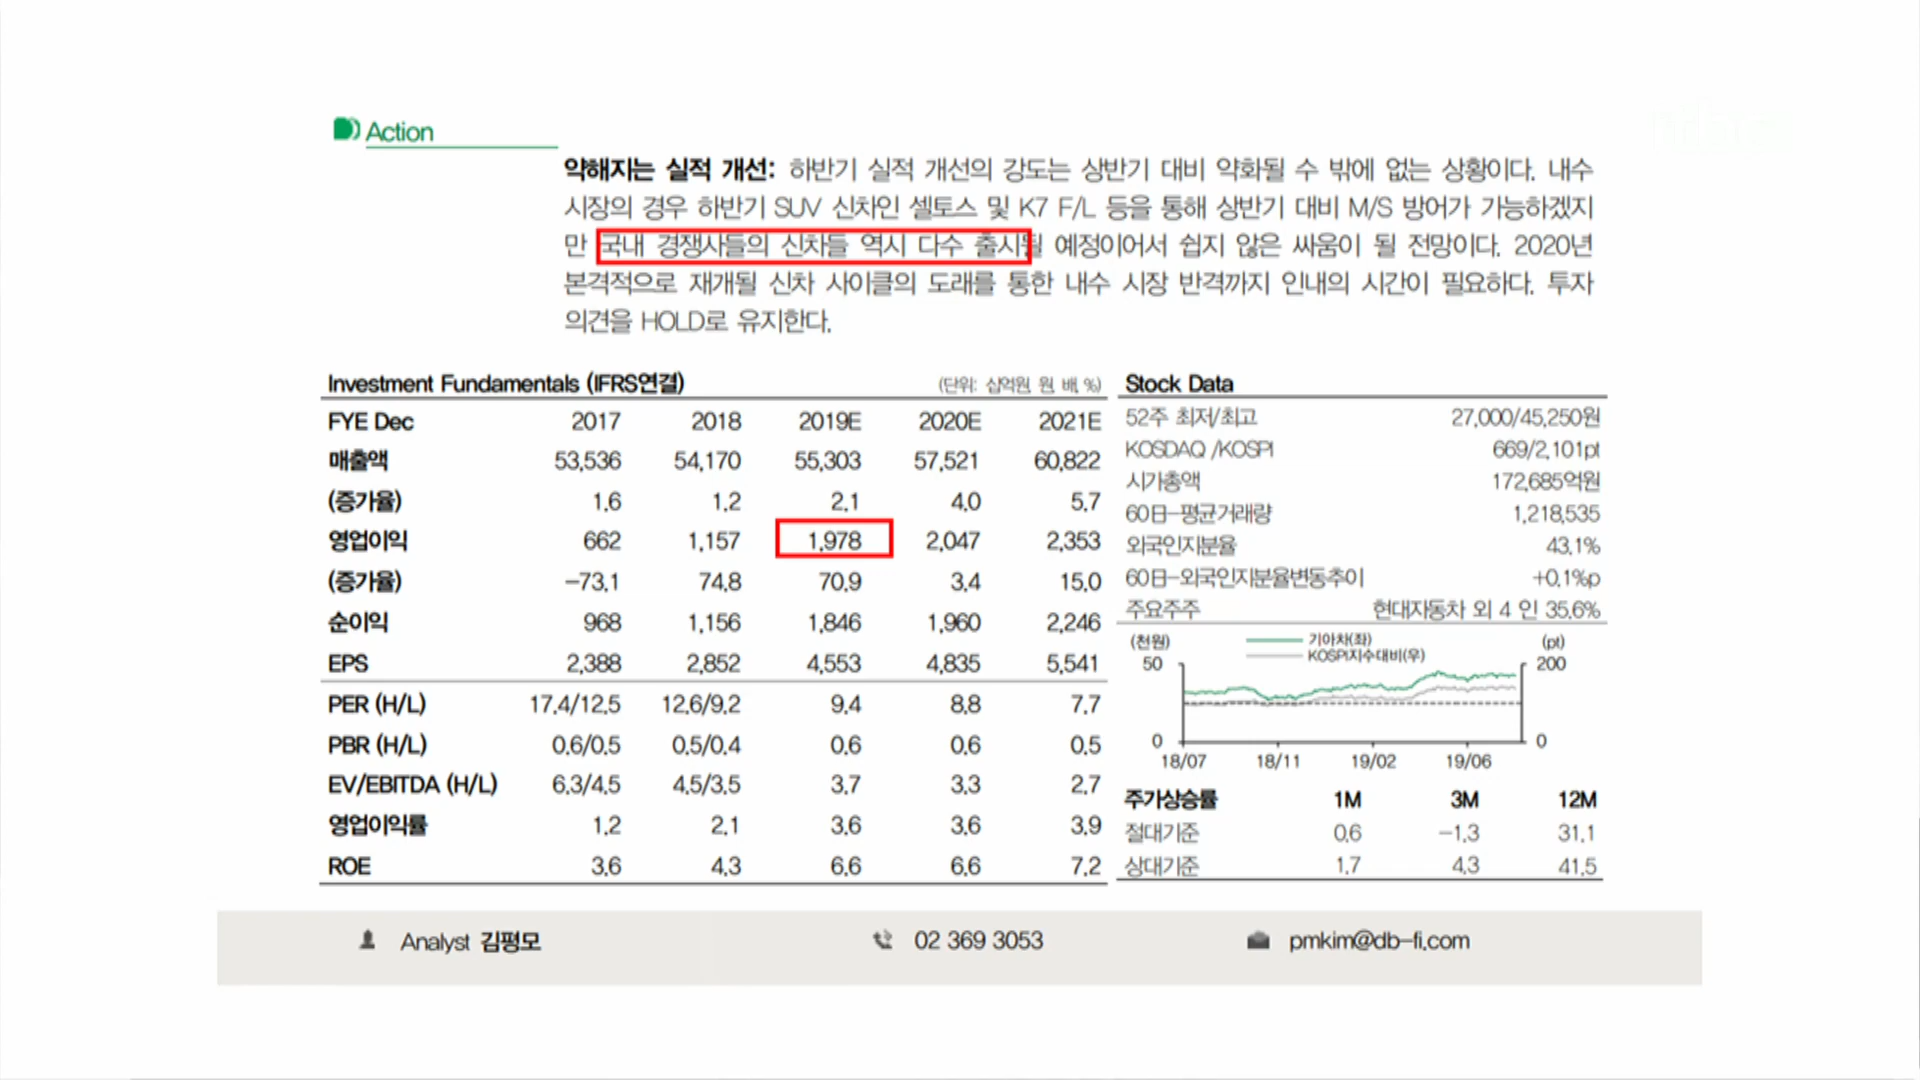 Action
약해지는 실적 개선: 하반기 실적 개선의 강도는 상반기 대비 약화될 수 밖에 없는 상황이다. 내수
시장의 경우 하반기 SUV 신차인 셀토스 및 K7 F/L 등을 통해 상반기 대비 M/S 방어가 가능하겠지
만 국내 경쟁사들의 신차들 역시 다수 출시될 예정이어서 쉽지 않은 싸움이 될 전망이다. 2020년
본격적으로 재개될 신차 사이클의 도래를 통한 내수 시장 반격까지 인내의 시간이 필요하다. 투자
의견을 HOLD로 유지한다.
Investment Fundamentals (IFRS연결) (단위: 십억원, 원, 배, %)
FYE Dec 2017 2018 2019E 2020E 2021E
매출액 53,536 54,170 55,303 57,521 60,822
(증가율) 1.6 1.2 2.1 4.0 5.7
영업이익 662 1,157 1,978 2,047 2,353
(증가율) -73.1 74.8 70.9 3.4 15.0
순이익 968 1,156 1,846 1,960 2,246
EPS 2,388 2,852 4,553 4,835 5,541
PER (H/L) 17.4/12.5 12.6/9.2 9.4 8.8 7.7
PBR (H/L) 0.6/0.5 0.5/0.4 0.6 0.6 0.5
EV/EBITDA (H/L) 6.3/4.5 4.5/3.5 3.7 3.3 2.7
영업이익률 1.2 2.1 3.6 3.6 3.9
ROE 3.6 4.3 6.6 6.6 7.2
Stock Data
52주 최저/최고 27,000/45,250원
KOSDAQ /KOSPI 669/2,101pt
시가총액 172,685억원
60日-평균거래량 1,218,535
외국인지분율 43.1%
60日-외국인지분율변동추이 +0.1%p
주요주주 현대자동차 외 4 인 35.6%
(천원) 기아차(좌) (pt)
KOSPI지수대비(우)
50 200
0 0
18/07 18/11 19/02 19/06
주가상승률 1M 3M 12M
절대기준 0.6 -1.3 31.1
상대기준 1.7 4.3 41.5
Analyst 김평모 02 369 3053 pmkim@db-fi.com